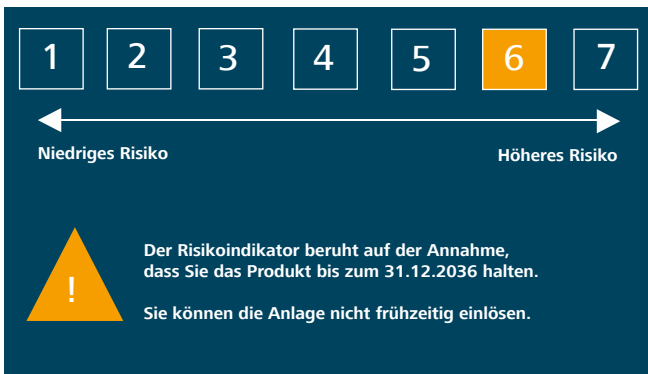 1 2 3 4 5 6 7
Niedriges Risiko Höheres Risiko
Der Risikoindikator beruht auf der Annahme,
dass Sie das Produkt bis zum 31.12.2036 halten.
!
Sie können die Anlage nicht frühzeitig einlösen.